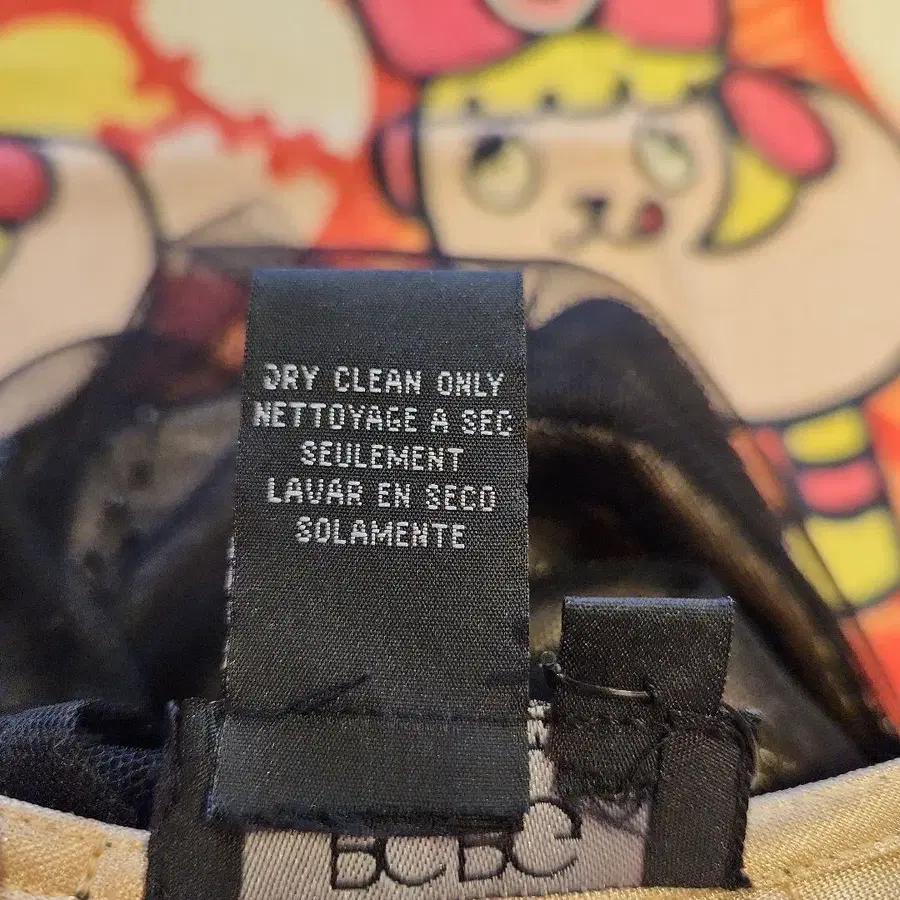 DRY CLEAN ONLY
NETTOYAGE A SEC
SEULEMENT
LAVAR EN SECO
SOLAMENTE
BCBG